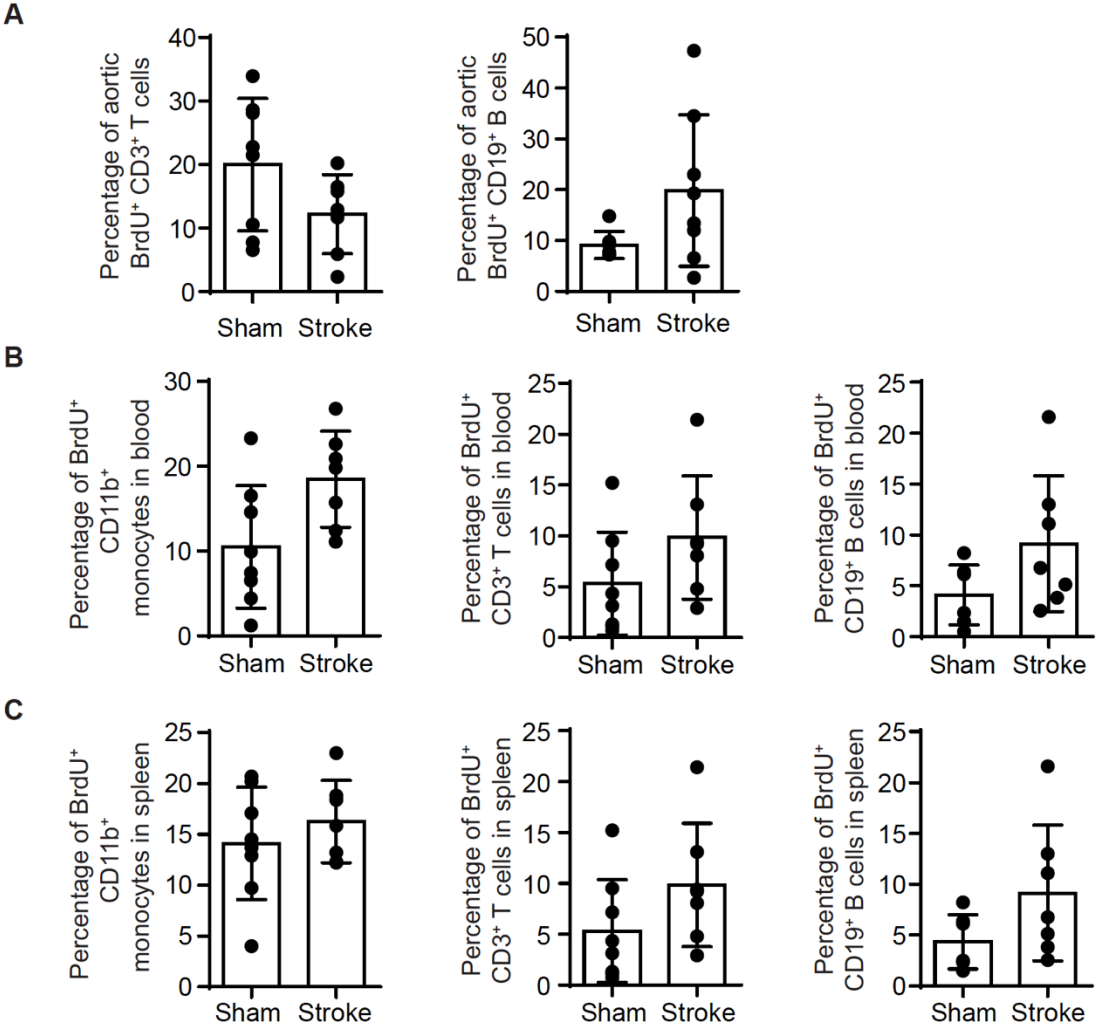 A
Percentage of aortic
BrdU⁺ CD3⁺ T cells
40
30
20
10
0
Sham Stroke
Percentage of aortic
BrdU⁺ CD19⁺ B cells
50
40
30
20
10
0
Sham Stroke
B
Percentage of BrdU⁺
CD11b⁺
monocytes in blood
30
20
10
0
Sham Stroke
Percentage of BrdU⁺
CD3⁺ T cells in blood
25
20
15
10
5
0
Sham Stroke
Percentage of BrdU⁺
CD19⁺ B cells in blood
25
20
15
10
5
0
Sham Stroke
C
Percentage of BrdU⁺
CD11b⁺
monocytes in spleen
25
20
15
10
5
0
Sham Stroke
Percentage of BrdU⁺
CD3⁺ T cells in spleen
25
20
15
10
5
0
Sham Stroke
Percentage of BrdU⁺
CD19⁺ B cells in spleen
25
20
15
10
5
0
Sham Stroke